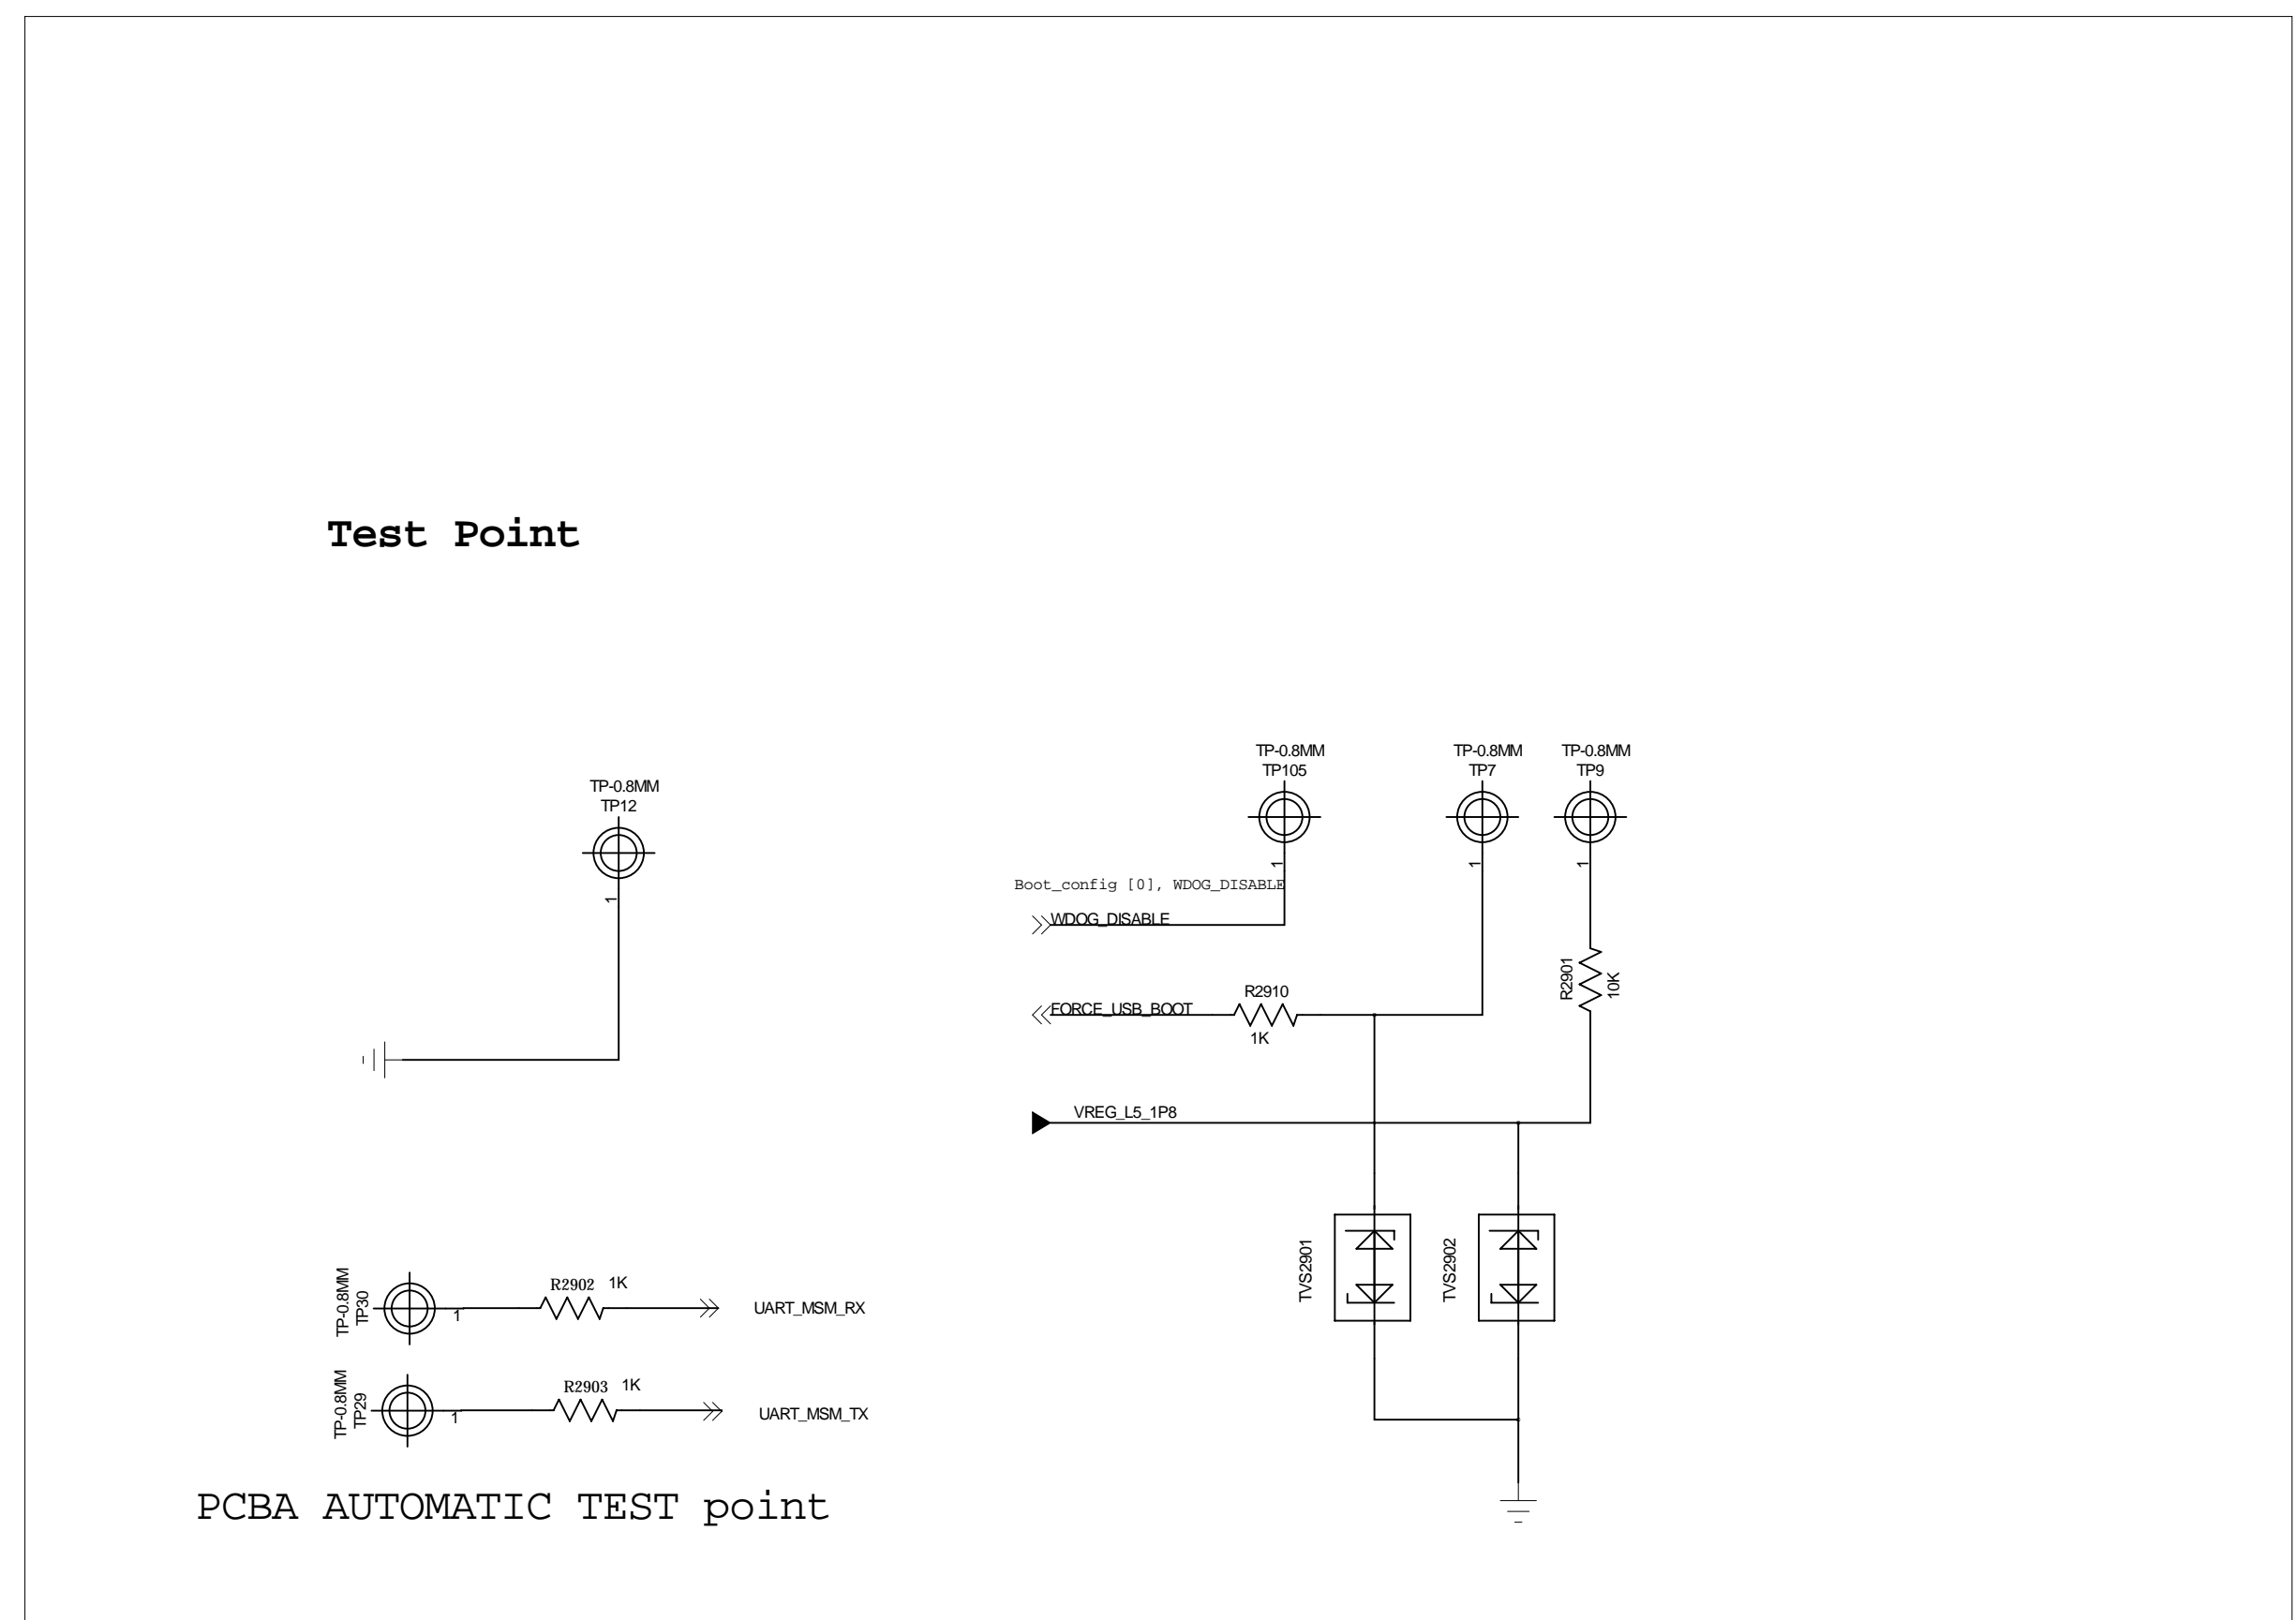 Test Point
TP-0.8MM
TP12
1
TP-0.8MM
TP105
1
TP-0.8MM
TP7
1
TP-0.8MM
TP9
1
Boot_config [0], WDOG_DISABLE
WDOG_DISABLE
FORCE_USB_BOOT
R2910
1K
R2901
10K
VREG_L5_1P8
TVS2901
TVS2902
TP-0.8MM
TP30
1
R2902
1K
UART_MSM_RX
TP-0.8MM
TP29
1
R2903
1K
UART_MSM_TX
PCBA AUTOMATIC TEST point